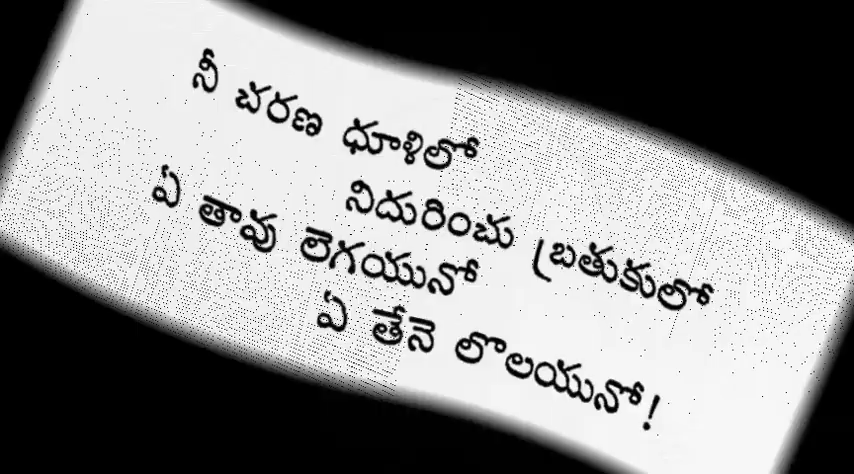 నీ చరణ ధూళిలో
నిదురించు బ్రతుకులో
ఏ తావు లెగయునో
ఏ తేనె లొలయునో!